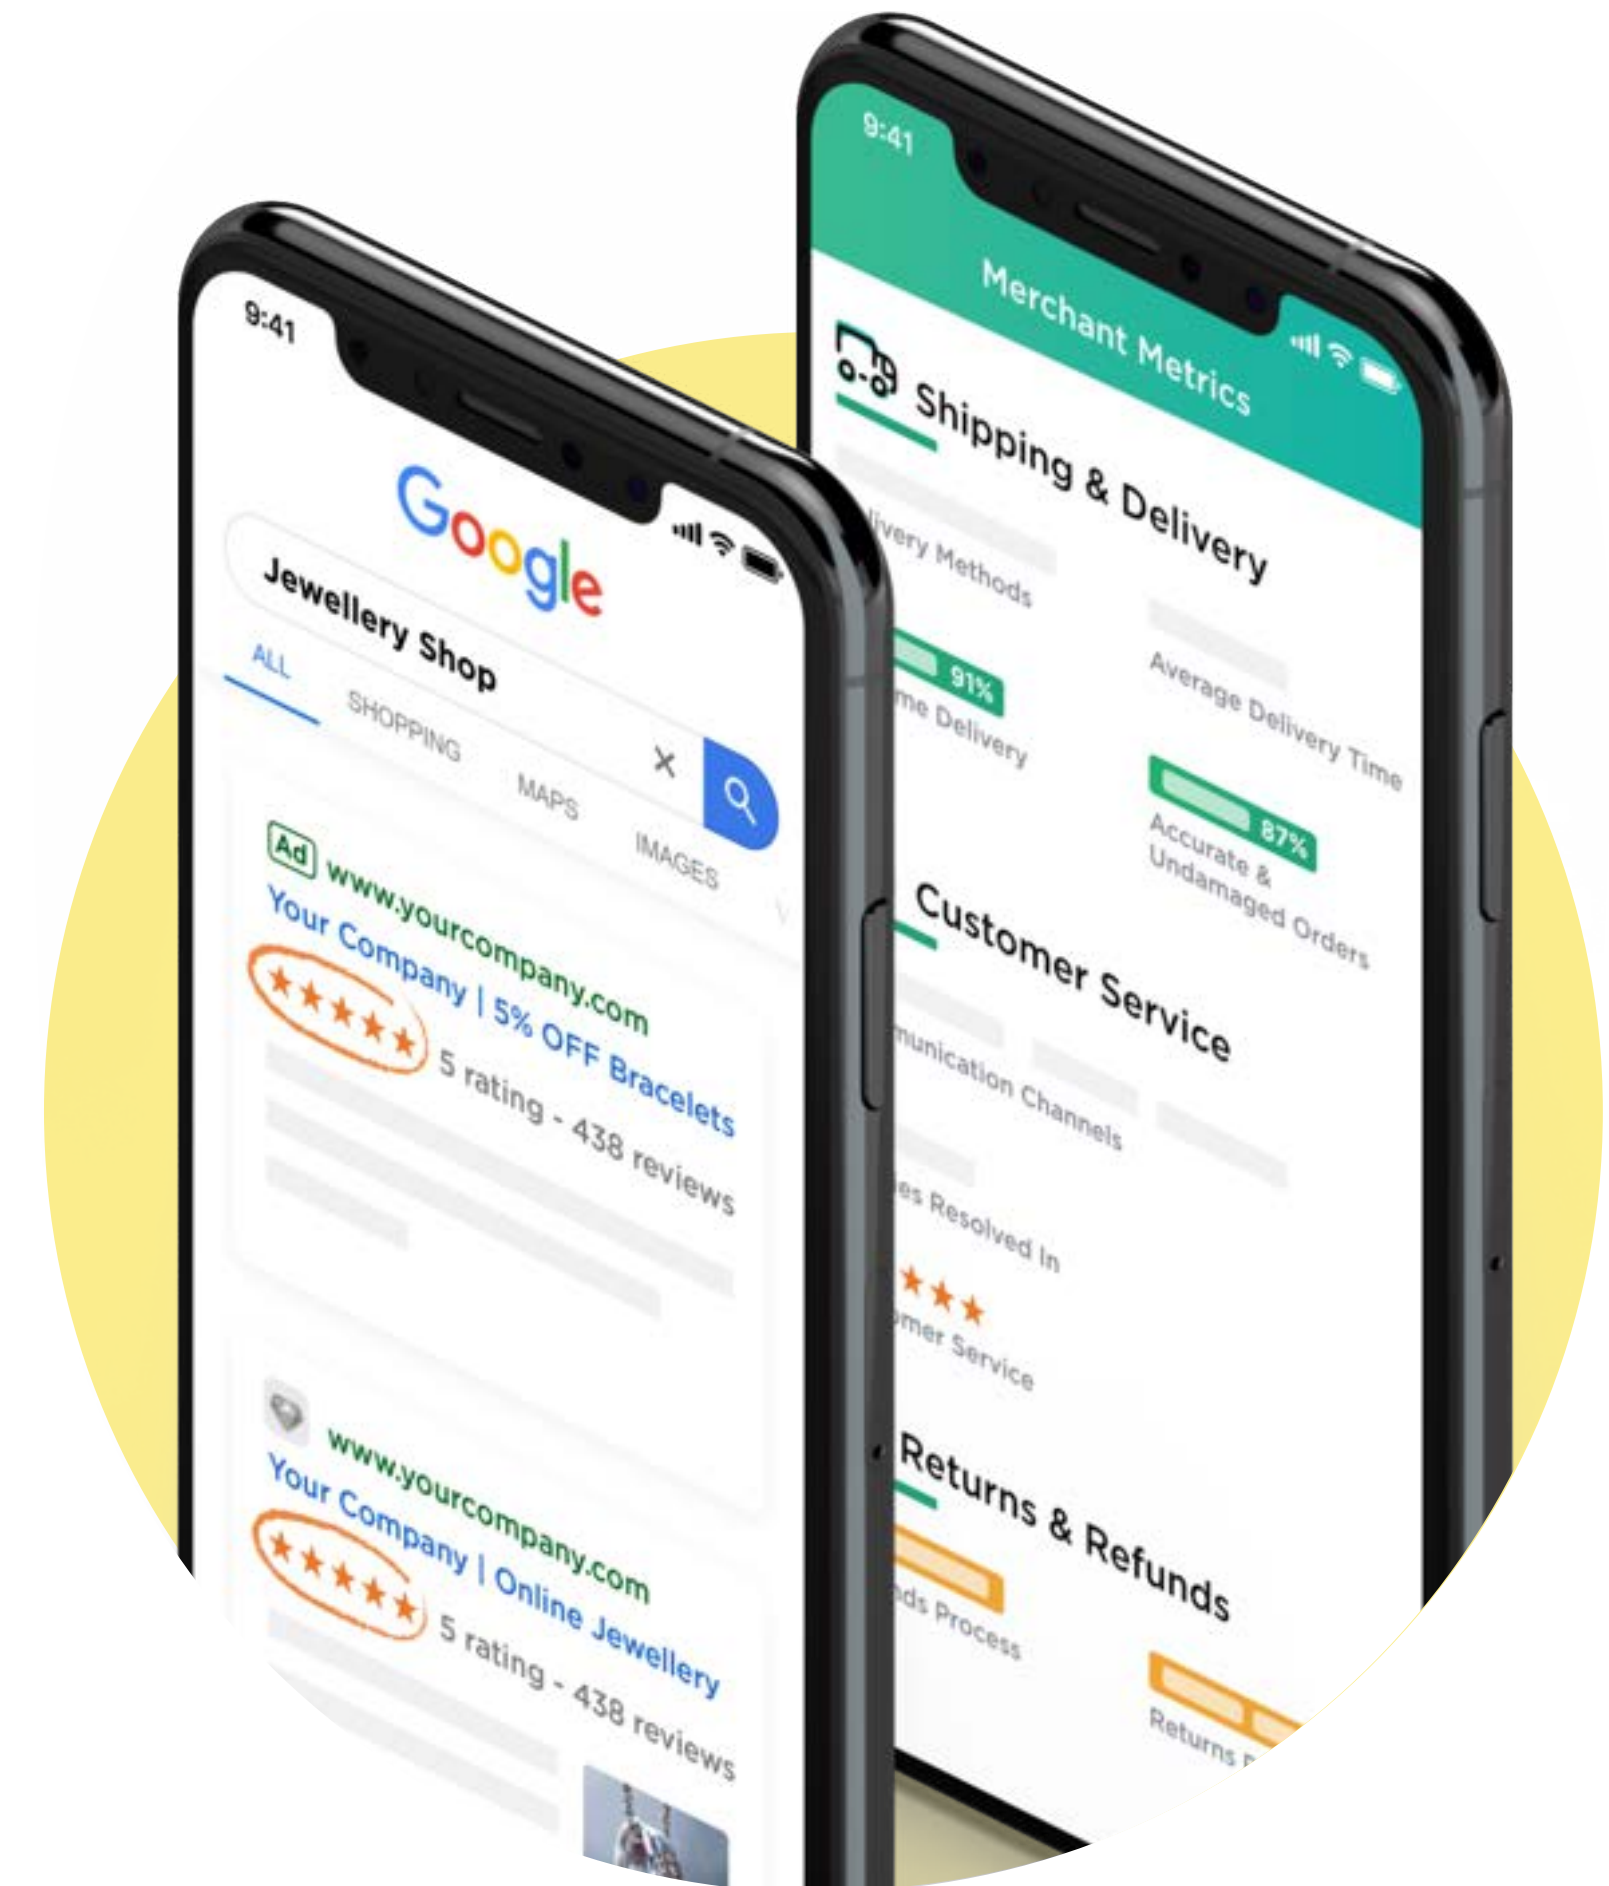 9:41
Google
Jewellery Shop
ALL
SHOPPING
MAPS
IMAGES
Ad www.yourcompany.com
Your Company | 5% OFF Bracelets
5 rating - 438 reviews
www.yourcompany.com
Your Company | Online Jewellery
5 rating - 438 reviews
9:41
Merchant Metrics
Shipping & Delivery
Methods
Average Delivery Time
91%
Delivery
87%
Accurate &
Undamaged Orders
Customer Service
Channels
Resolved In
Service
Returns & Refunds
Process
Returns